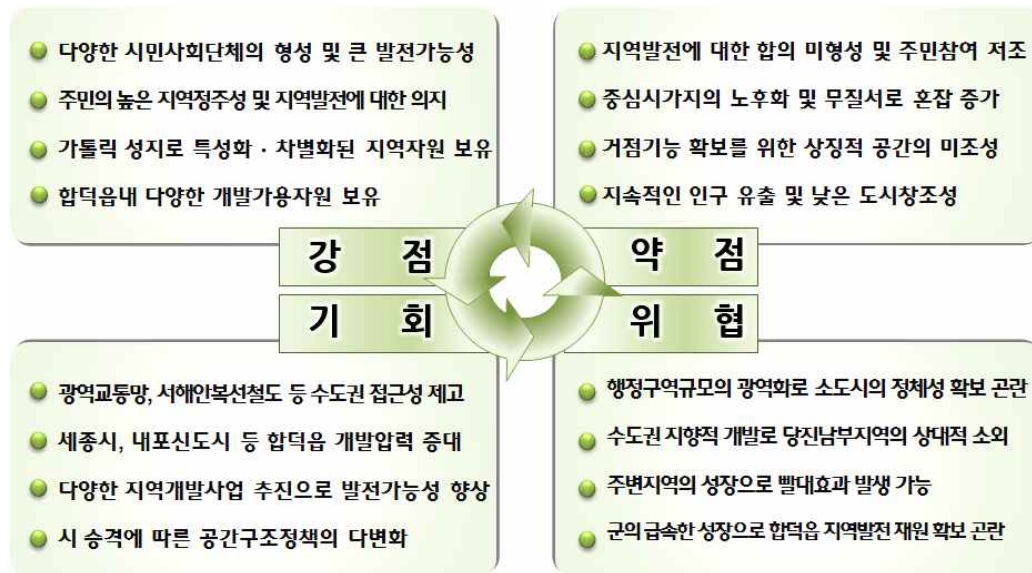 다양한 시민사회단체의 형성 및 큰 발전가능성
주민의 높은 지역정주성 및 지역발전에 대한 의지
가톨릭 성지로 특성화 · 차별화된 지역자원 보유
합덕읍내 다양한 개발가용자원 보유
강 점
지역발전에 대한 합의 미형성 및 주민참여 저조
중심시가지의 노후화 및 무질서로 혼잡 증가
거점기능 확보를 위한 상징적 공간의 미조성
지속적인 인구 유출 및 낮은 도시창조성
약 점
기 회
광역교통망, 서해안복선철도 등 수도권 접근성 제고
세종시, 내포신도시 등 합덕읍 개발압력 증대
다양한 지역개발사업 추진으로 발전가능성 향상
시 승격에 따른 공간구조정책의 다변화
위 협
행정구역규모의 광역화로 소도시의 정체성 확보 곤란
수도권 지향적 개발로 당진남부지역의 상대적 소외
주변지역의 성장으로 빨대효과 발생 가능
군의 급속한 성장으로 합덕읍 지역발전 재원 확보 곤란